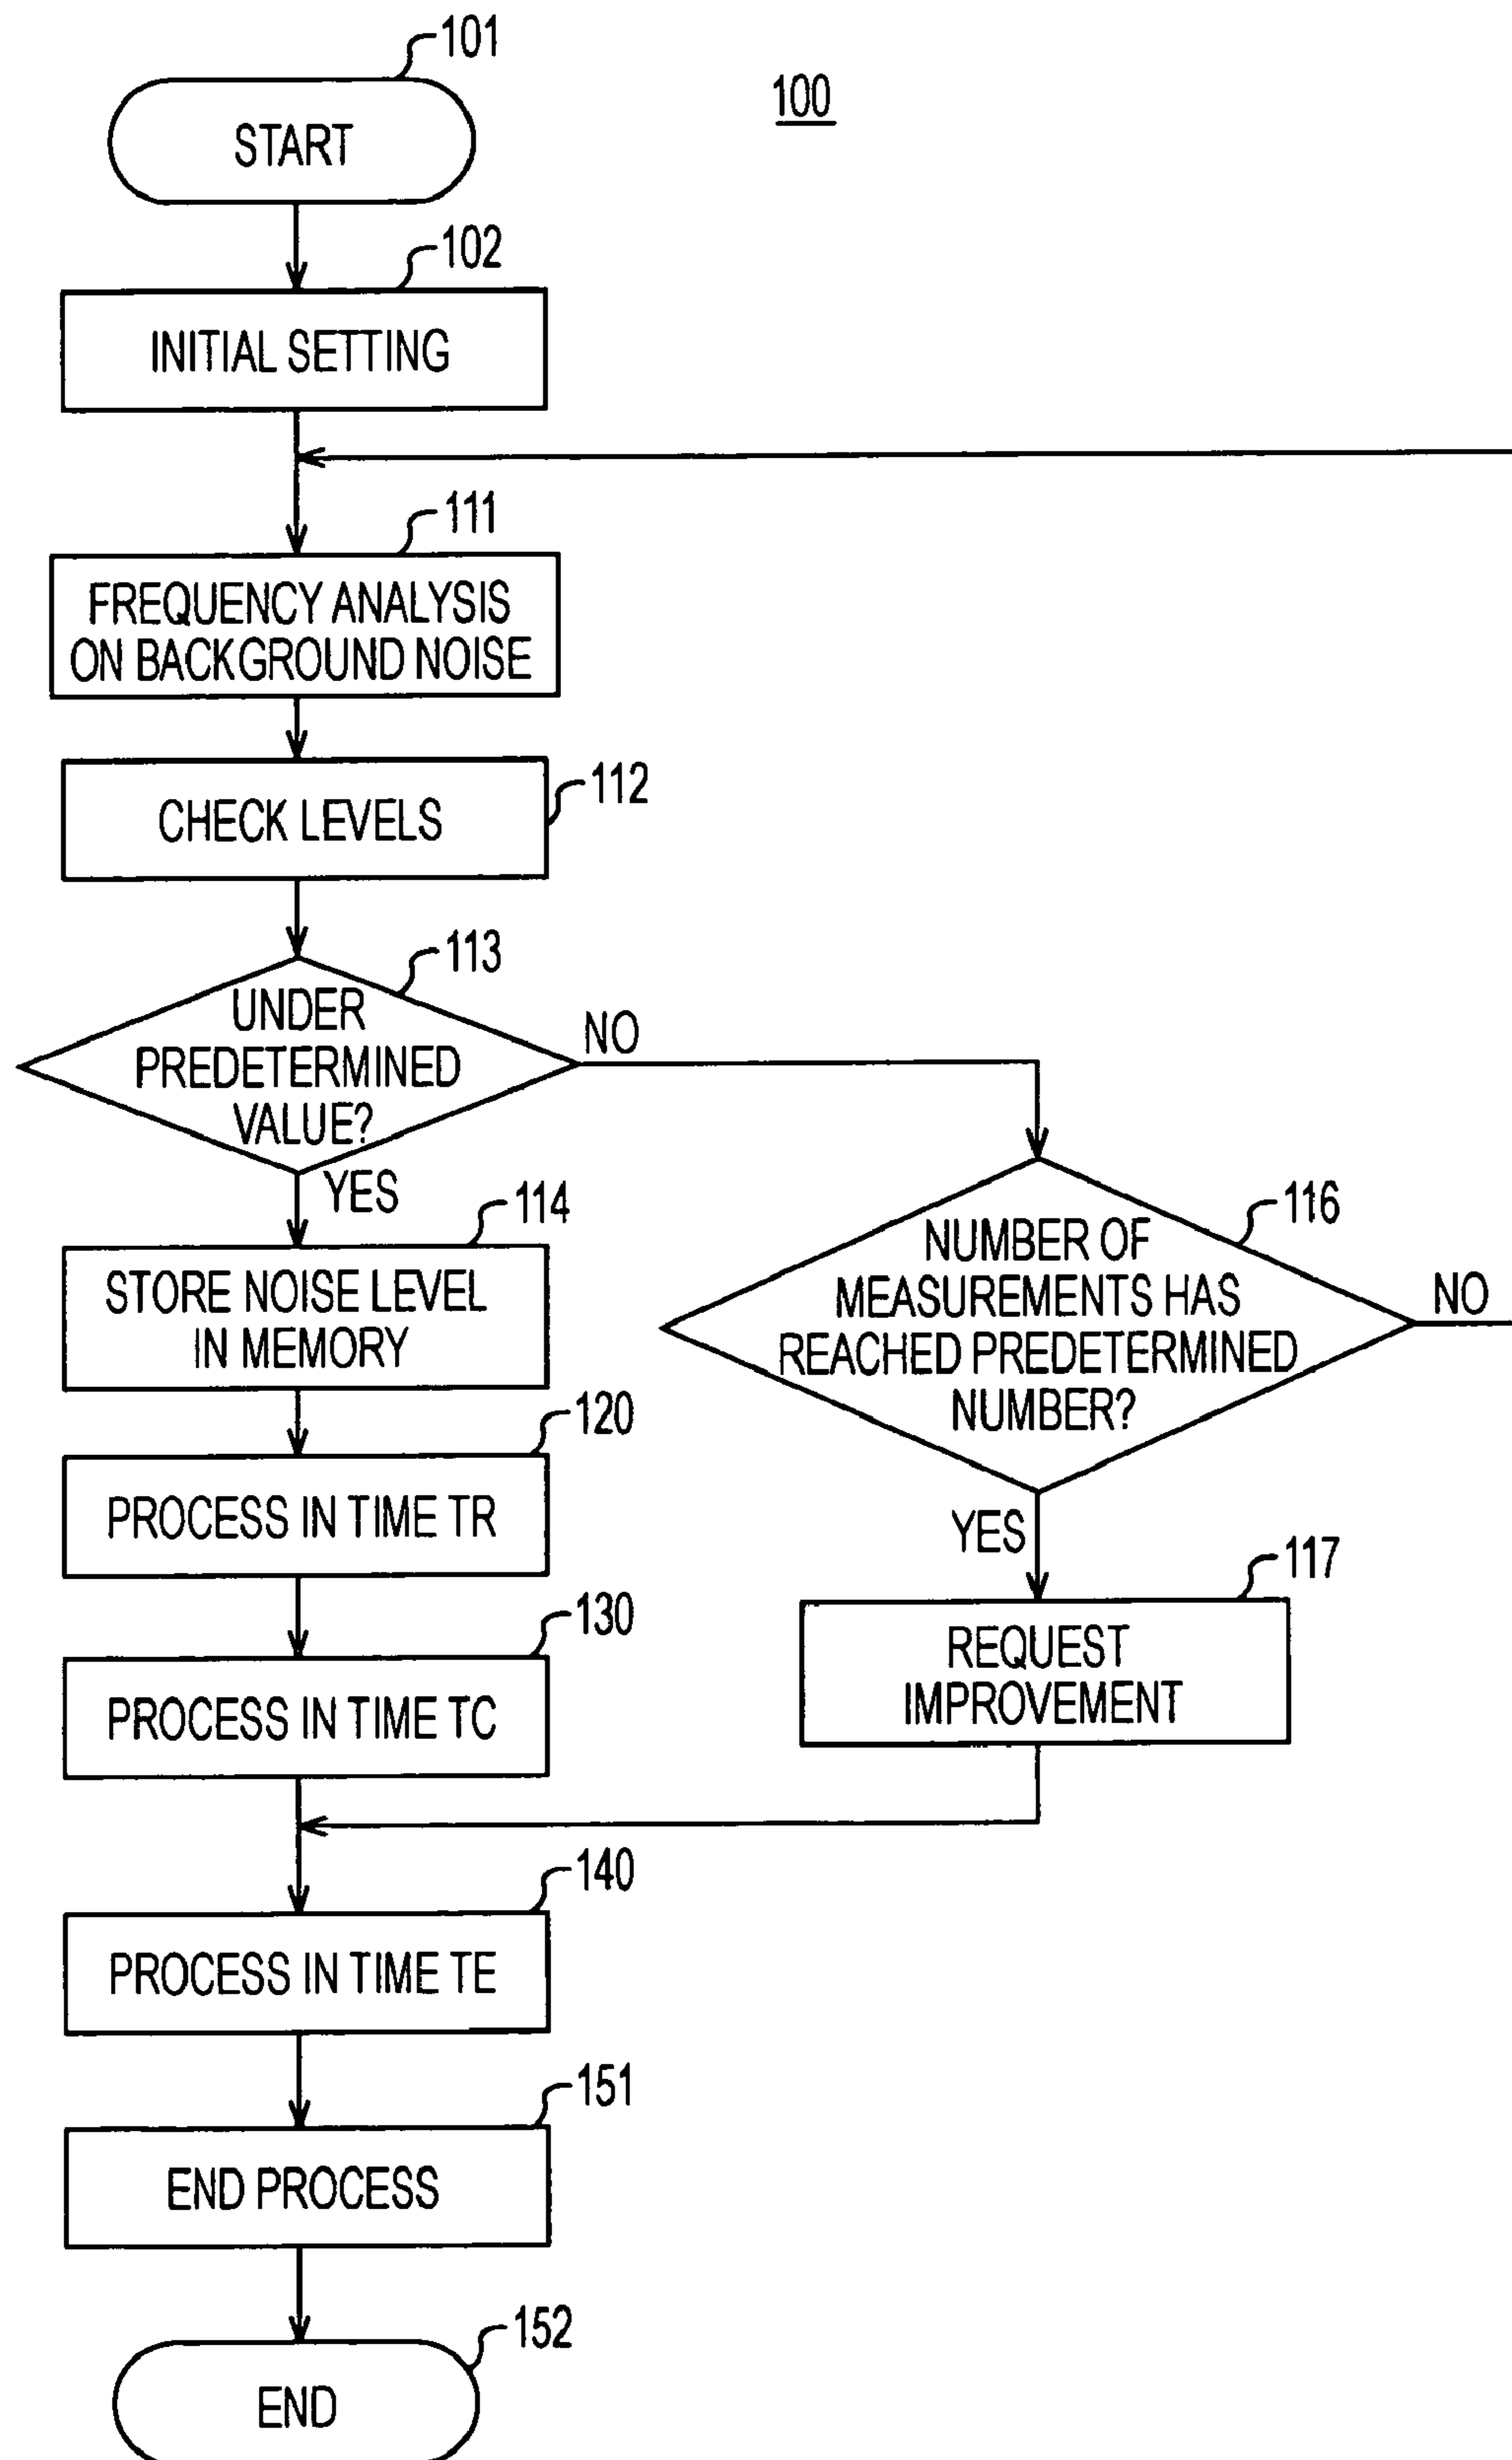 101
100
START
102
INITIAL SETTING
111
FREQUENCY ANALYSIS
ON BACKGROUND NOISE
112
CHECK LEVELS
113
UNDER
PREDETERMINED
VALUE?
NO
YES
114
STORE NOISE LEVEL
IN MEMORY
116
NUMBER OF
MEASUREMENTS HAS
REACHED PREDETERMINED
NUMBER?
NO
YES
120
PROCESS IN TIME TR
117
REQUEST
IMPROVEMENT
130
PROCESS IN TIME TC
140
PROCESS IN TIME TE
151
END PROCESS
152
END